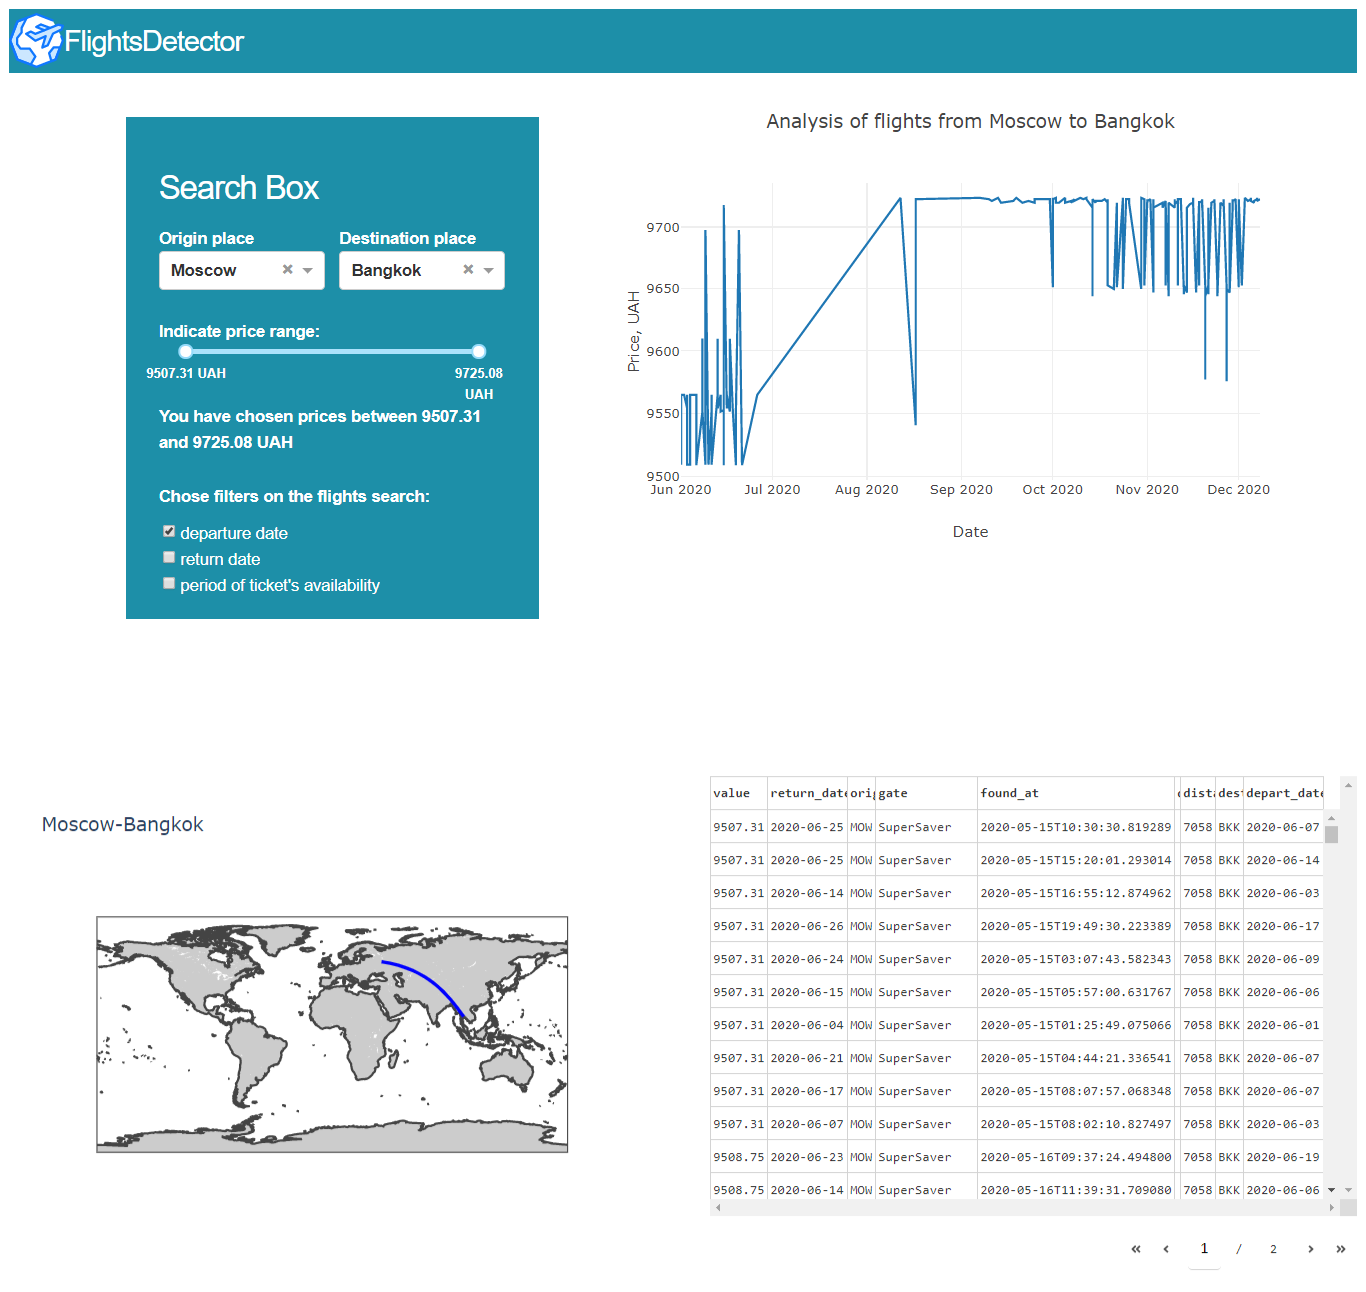 FlightsDetector
Search Box
Origin place Destination place
Moscow Bangkok
Indicate price range:
9507.31 UAH 9725.08
UAH
You have chosen prices between 9507.31
and 9725.08 UAH
Chose filters on the flights search:
departure date
return date
period of ticket's availability
Analysis of flights from Moscow to Bangkok
Price, UAH
9700
9650
9600
9550
9500
Jun 2020 Jul 2020 Aug 2020 Sep 2020 Oct 2020 Nov 2020 Dec 2020
Date
Moscow-Bangkok
value return_date orig gate found_at dista dest depart_date
9507.31 2020-06-25 MOW SuperSaver 2020-05-15T10:30:30.819289 7058 BKK 2020-06-07
9507.31 2020-06-25 MOW SuperSaver 2020-05-15T15:20:01.293014 7058 BKK 2020-06-14
9507.31 2020-06-14 MOW SuperSaver 2020-05-15T16:55:12.874962 7058 BKK 2020-06-03
9507.31 2020-06-26 MOW SuperSaver 2020-05-15T19:49:30.223389 7058 BKK 2020-06-17
9507.31 2020-06-24 MOW SuperSaver 2020-05-15T03:07:43.582343 7058 BKK 2020-06-09
9507.31 2020-06-15 MOW SuperSaver 2020-05-15T05:57:00.631767 7058 BKK 2020-06-06
9507.31 2020-06-04 MOW SuperSaver 2020-05-15T01:25:49.075066 7058 BKK 2020-06-01
9507.31 2020-06-21 MOW SuperSaver 2020-05-15T04:44:21.336541 7058 BKK 2020-06-07
9507.31 2020-06-17 MOW SuperSaver 2020-05-15T08:07:57.068348 7058 BKK 2020-06-07
9507.31 2020-06-07 MOW SuperSaver 2020-05-15T08:02:10.827497 7058 BKK 2020-06-03
9508.75 2020-06-23 MOW SuperSaver 2020-05-16T09:37:24.494800 7058 BKK 2020-06-19
9508.75 2020-06-14 MOW SuperSaver 2020-05-16T11:39:31.709080 7058 BKK 2020-06-06
1 / 2